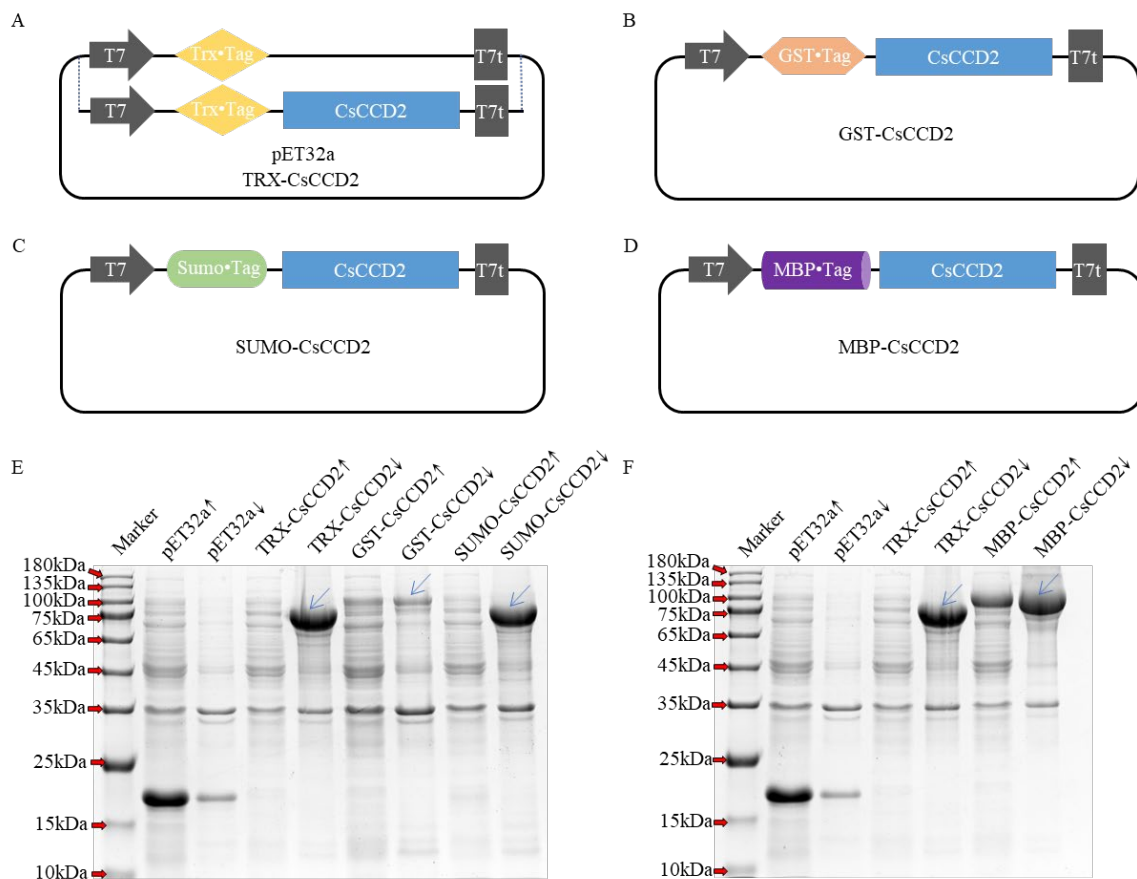 A
T7
Trx•Tag
T7t
T7
Trx•Tag
CsCCD2
T7t
pET32a
TRX-CsCCD2
B
T7
GST•Tag
CsCCD2
T7t
GST-CsCCD2
C
T7
Sumo•Tag
CsCCD2
T7t
SUMO-CsCCD2
D
T7
MBP•Tag
CsCCD2
T7t
MBP-CsCCD2
E
Marker
pET32a↑
pET32a↓
TRX-CsCCD2↑
TRX-CsCCD2↓
GST-CsCCD2↑
GST-CsCCD2↓
SUMO-CsCCD2↑
SUMO-CsCCD2↓
180kDa
135kDa
100kDa
75kDa
65kDa
45kDa
35kDa
25kDa
15kDa
10kDa
F
Marker
pET32a↑
pET32a↓
TRX-CsCCD2↑
TRX-CsCCD2↓
MBP-CsCCD2↑
MBP-CsCCD2↓
180kDa
135kDa
100kDa
75kDa
65kDa
45kDa
35kDa
25kDa
15kDa
10kDa